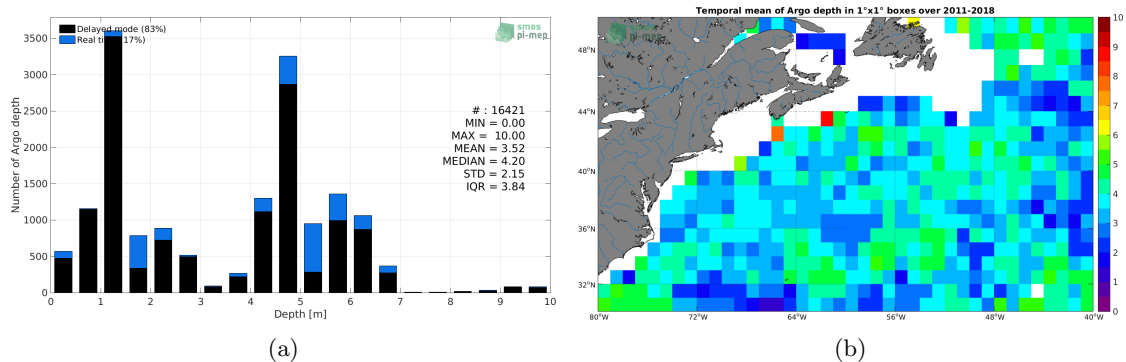 Delayed mode (83%)
Real ti 17%)
smos
pi-mep
3500
3000
2500
2000
1500
1000
500
0
Number of Argo depth
# : 16421
MIN = 0.00
MAX = 10.00
MEAN = 3.52
MEDIAN = 4.20
STD = 2.15
IQR = 3.84
0 1 2 3 4 5 6 7 8 9 10
Depth [m]
(a)
Temporal mean of Argo depth in 1°x1° boxes over 2011-2018
smos
pi-mep
48°N
44°N
40°N
36°N
32°N
80°W 72°W 64°W 56°W 48°W 40°W
10
9
8
7
6
5
4
3
2
1
0
(b)